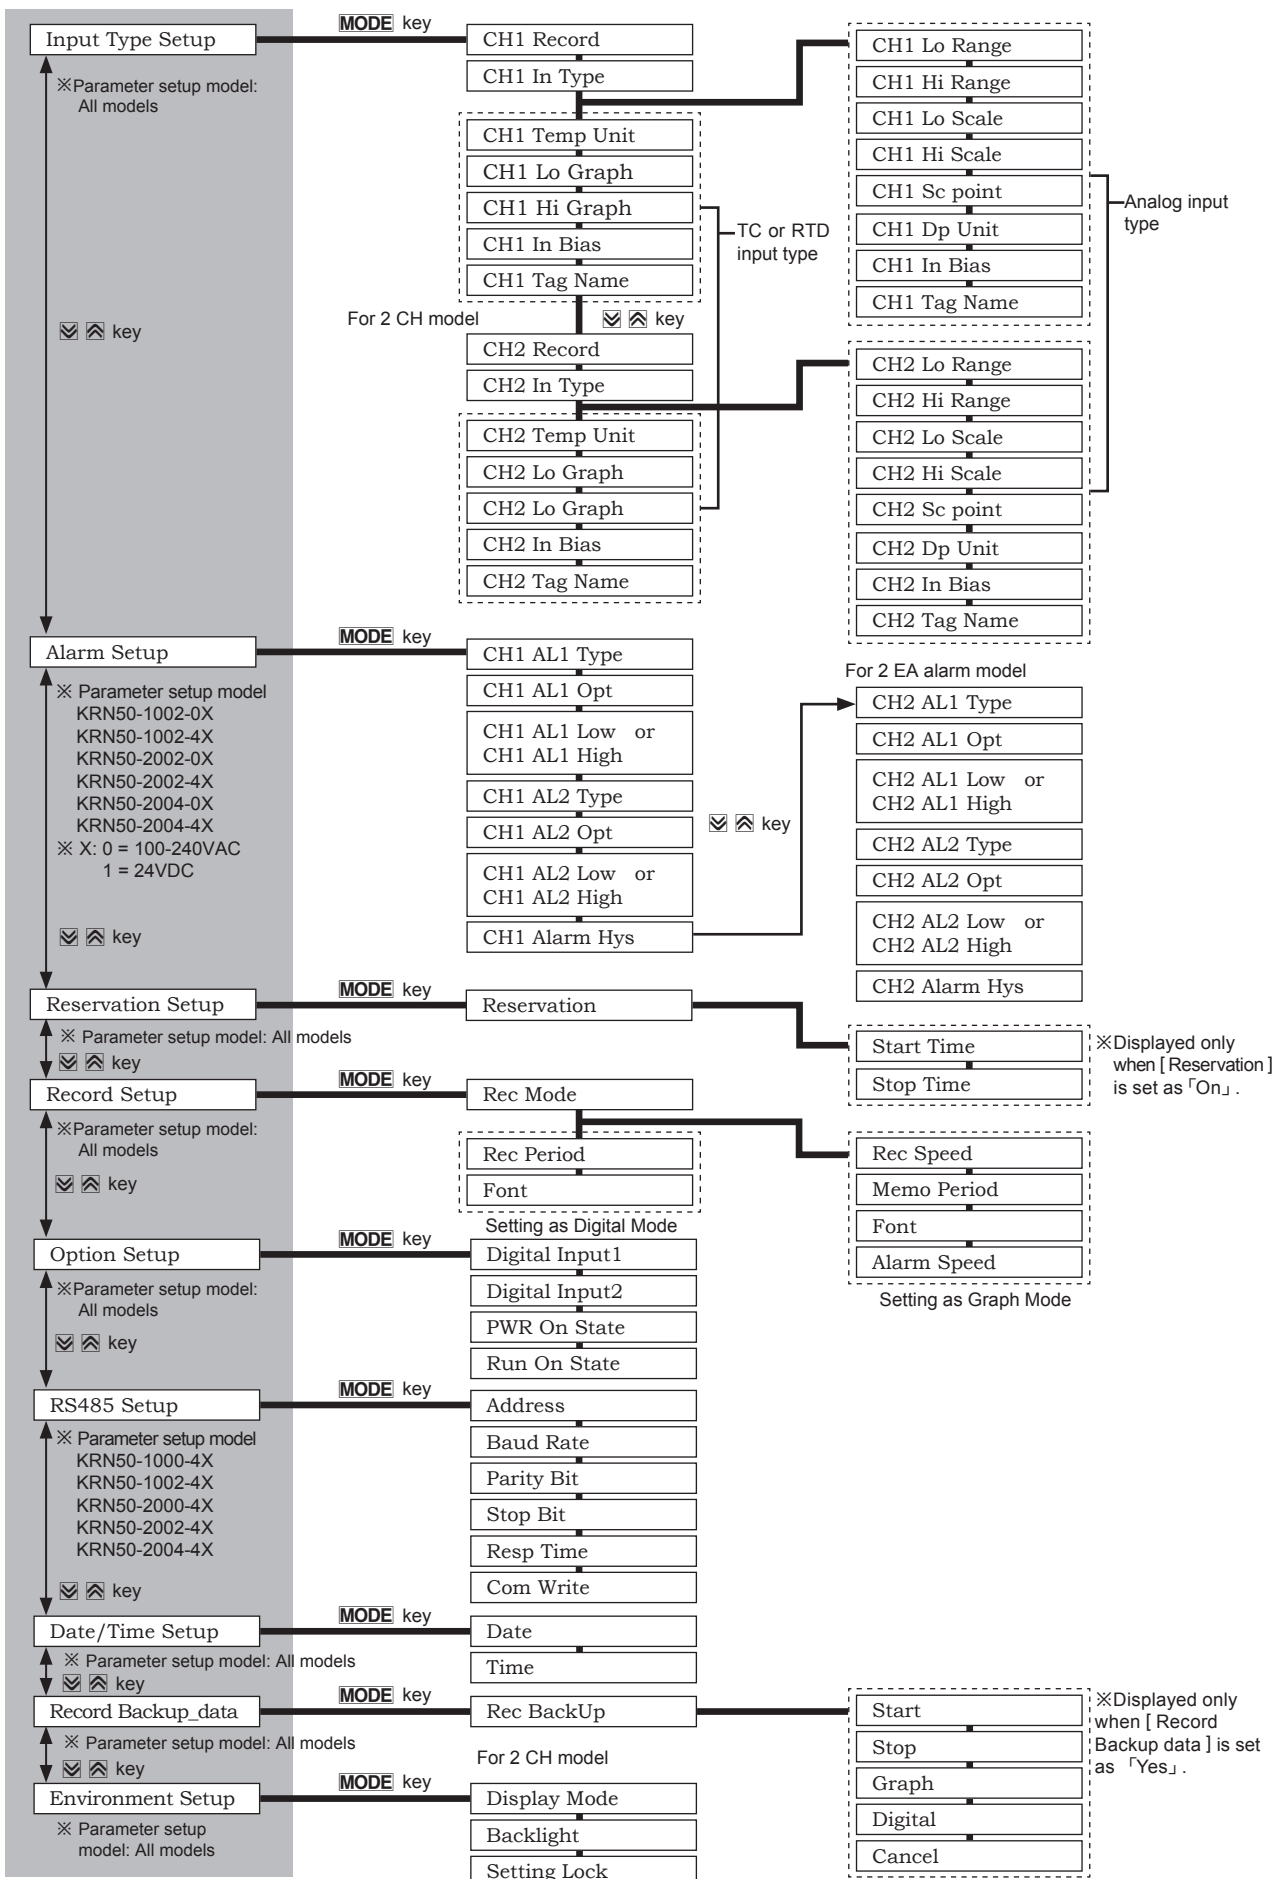 Input Type Setup
MODE key
※Parameter setup model:
All models
key
CH1 Record
CH1 In Type
CH1 Temp Unit
CH1 Lo Graph
CH1 Hi Graph
CH1 In Bias
CH1 Tag Name
TC or RTD
input type
CH1 Lo Range
CH1 Hi Range
CH1 Lo Scale
CH1 Hi Scale
CH1 Sc point
CH1 Dp Unit
CH1 In Bias
CH1 Tag Name
Analog input
type
For 2 CH model
key
CH2 Record
CH2 In Type
CH2 Temp Unit
CH2 Lo Graph
CH2 Lo Graph
CH2 In Bias
CH2 Tag Name
CH2 Lo Range
CH2 Hi Range
CH2 Lo Scale
CH2 Hi Scale
CH2 Sc point
CH2 Dp Unit
CH2 In Bias
CH2 Tag Name
Alarm Setup
MODE key
※ Parameter setup model
KRN50-1002-0X
KRN50-1002-4X
KRN50-2002-0X
KRN50-2002-4X
KRN50-2004-0X
KRN50-2004-4X
※ X: 0 = 100-240VAC
1 = 24VDC
key
CH1 AL1 Type
CH1 AL1 Opt
CH1 AL1 Low or
CH1 AL1 High
CH1 AL2 Type
CH1 AL2 Opt
CH1 AL2 Low or
CH1 AL2 High
CH1 Alarm Hys
key
For 2 EA alarm model
CH2 AL1 Type
CH2 AL1 Opt
CH2 AL1 Low or
CH2 AL1 High
CH2 AL2 Type
CH2 AL2 Opt
CH2 AL2 Low or
CH2 AL2 High
CH2 Alarm Hys
Reservation Setup
MODE key
※ Parameter setup model: All models
key
Reservation
Start Time
Stop Time
※Displayed only
when [ Reservation ]
is set as「On」.
Record Setup
MODE key
※Parameter setup model:
All models
key
Rec Mode
Rec Period
Font
Setting as Digital Mode
Rec Speed
Memo Period
Font
Alarm Speed
Setting as Graph Mode
Option Setup
MODE key
※Parameter setup model:
All models
key
Digital Input1
Digital Input2
PWR On State
Run On State
RS485 Setup
MODE key
※ Parameter setup model
KRN50-1000-4X
KRN50-1002-4X
KRN50-2000-4X
KRN50-2002-4X
KRN50-2004-4X
key
Address
Baud Rate
Parity Bit
Stop Bit
Resp Time
Com Write
Date/Time Setup
MODE key
※ Parameter setup model: All models
key
Date
Time
Record Backup_data
MODE key
※ Parameter setup model: All models
key
Rec BackUp
Start
Stop
Graph
Digital
Cancel
※Displayed only
when [ Record
Backup data ] is set
as 「Yes」.
Environment Setup
MODE key
※ Parameter setup
model: All models
For 2 CH model
Display Mode
Backlight
Setting Lock